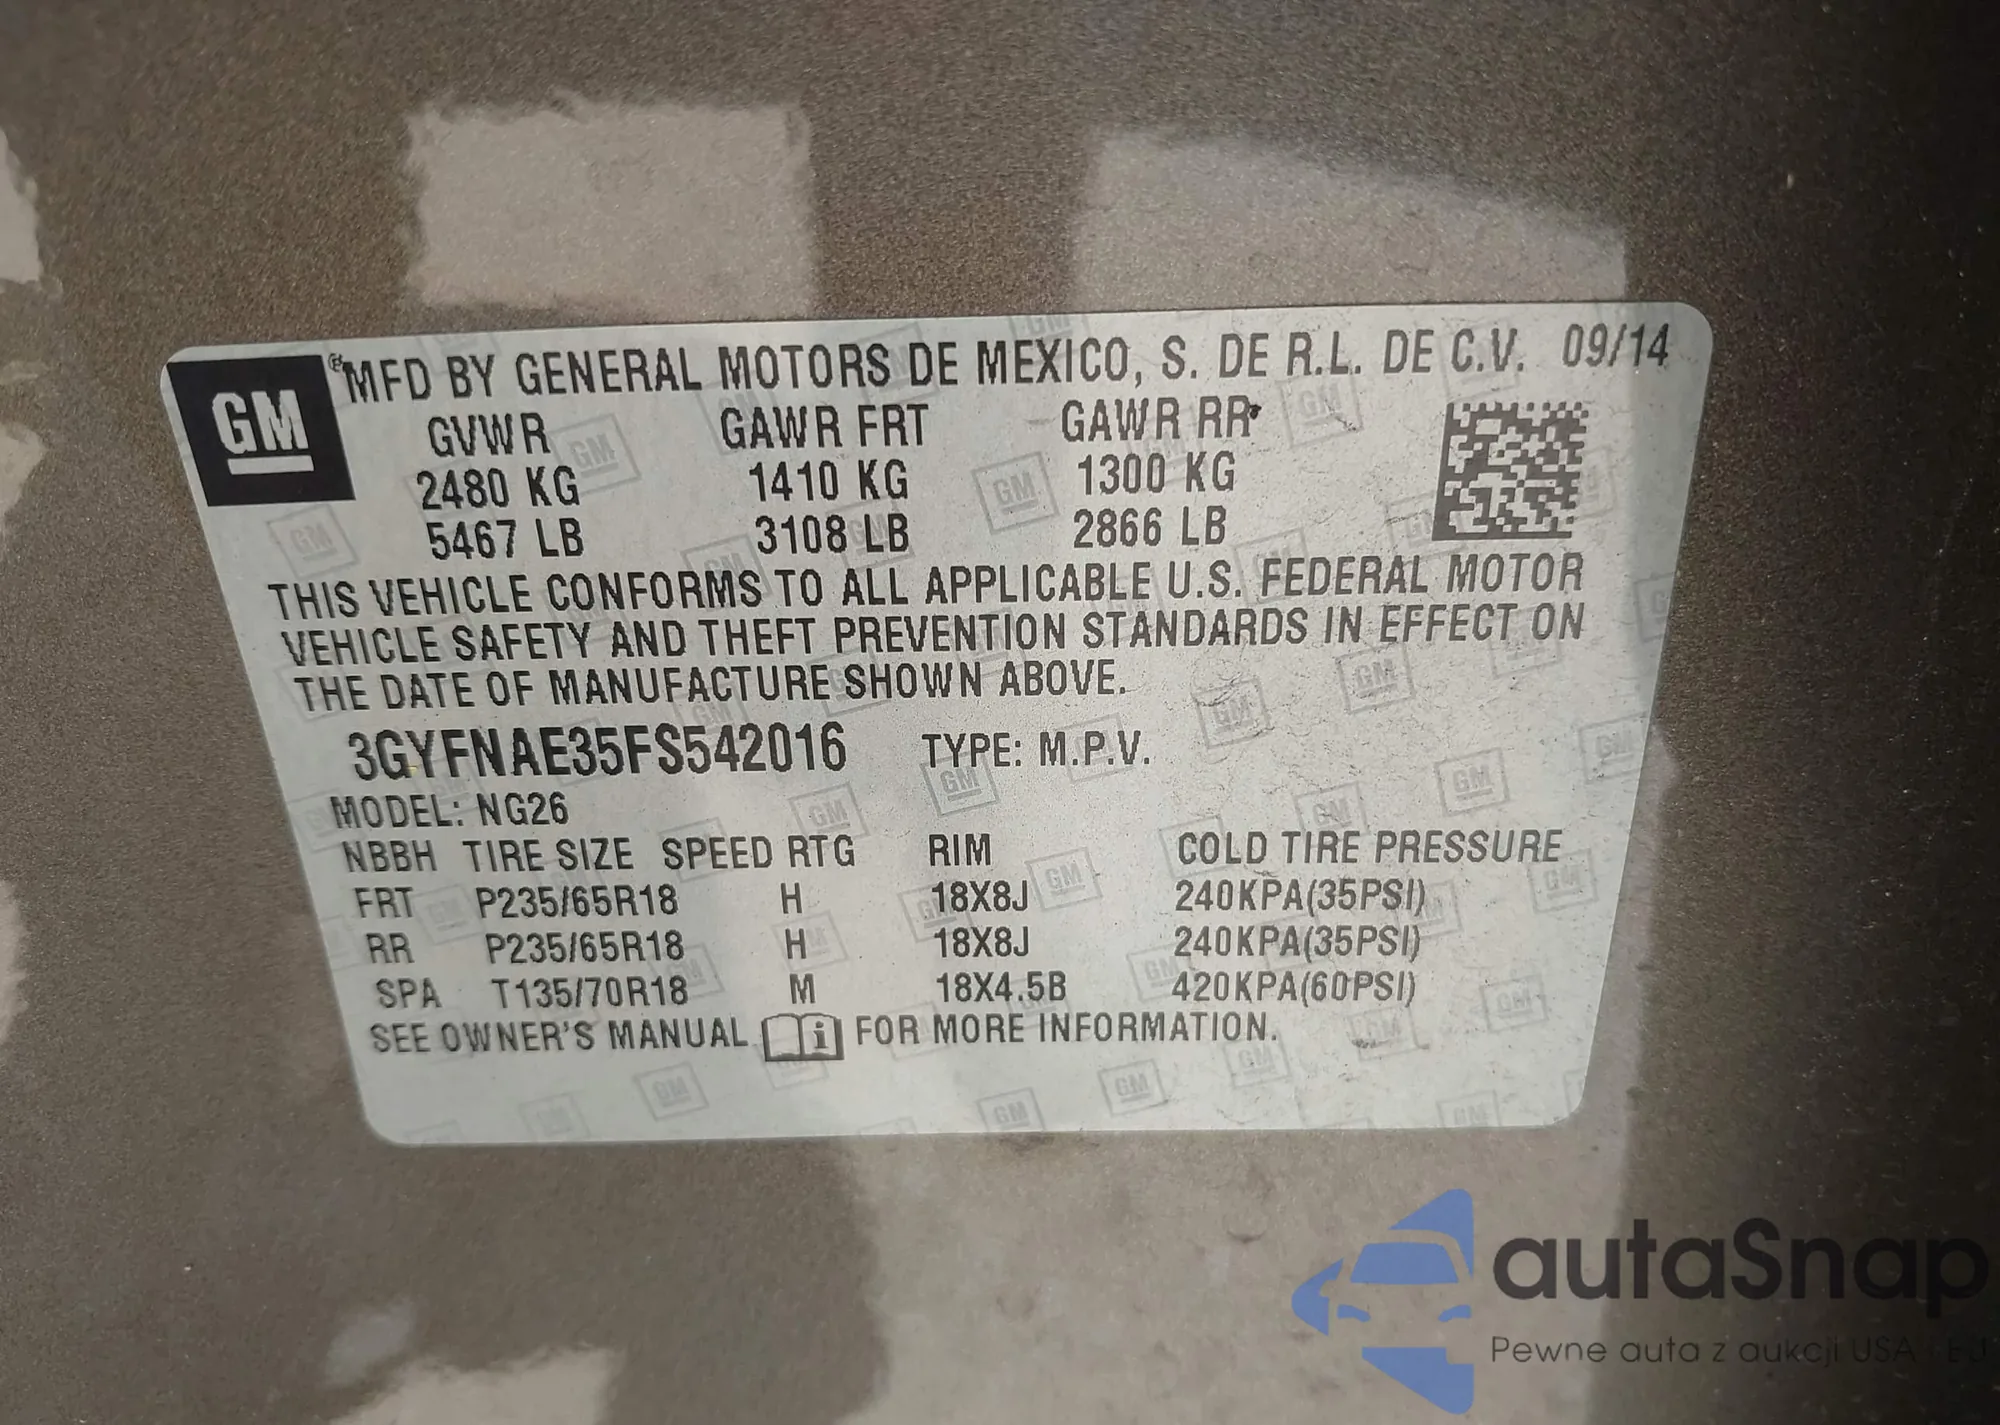 GM ® MFD BY GENERAL MOTORS DE MEXICO, S. DE R.L. DE C.V. 09/14
GVWR GAWR FRT GAWR RR
2480 KG 1410 KG 1300 KG
5467 LB 3108 LB 2866 LB
THIS VEHICLE CONFORMS TO ALL APPLICABLE U.S. FEDERAL MOTOR
VEHICLE SAFETY AND THEFT PREVENTION STANDARDS IN EFFECT ON
THE DATE OF MANUFACTURE SHOWN ABOVE.
3GYFNAE35FS542016 TYPE: M.P.V.
MODEL: NG26
NBBH TIRE SIZE SPEED RTG RIM COLD TIRE PRESSURE
FRT P235/65R18 H 18X8J 240KPA(35PSI)
RR P235/65R18 H 18X8J 240KPA(35PSI)
SPA T135/70R18 M 18X4.5B 420KPA(60PSI)
SEE OWNER'S MANUAL i FOR MORE INFORMATION.
autaSnap
Pewne auta z aukcji USA EU